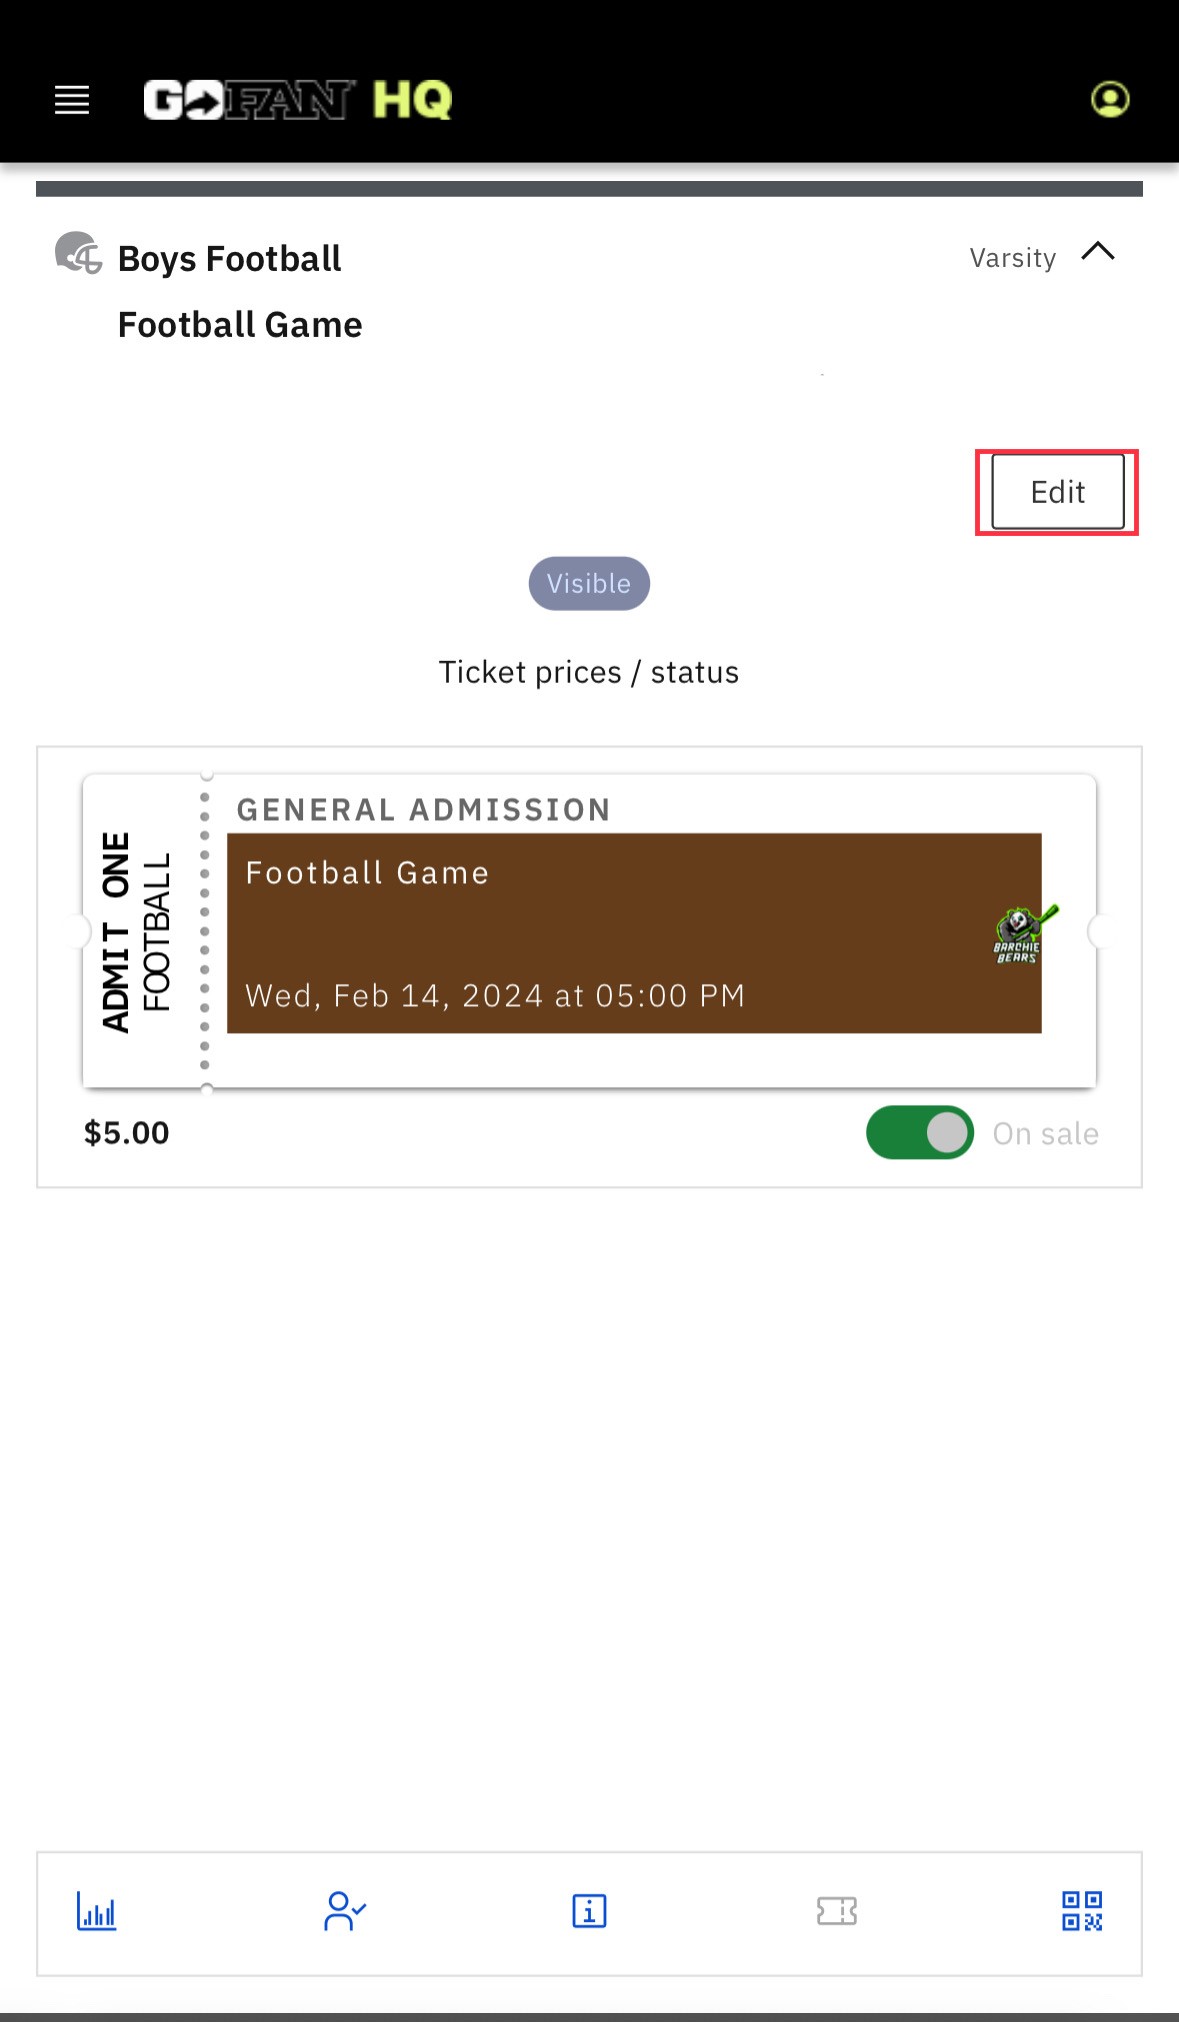 GOFAN HQ
Boys Football
Varsity
Football Game
Edit
Visible
Ticket prices / status
ADMIT ONE
FOOTBALL
GENERAL ADMISSION
Football Game
BARCHIE
BEARS
Wed, Feb 14, 2024 at 05:00 PM
$5.00
On sale